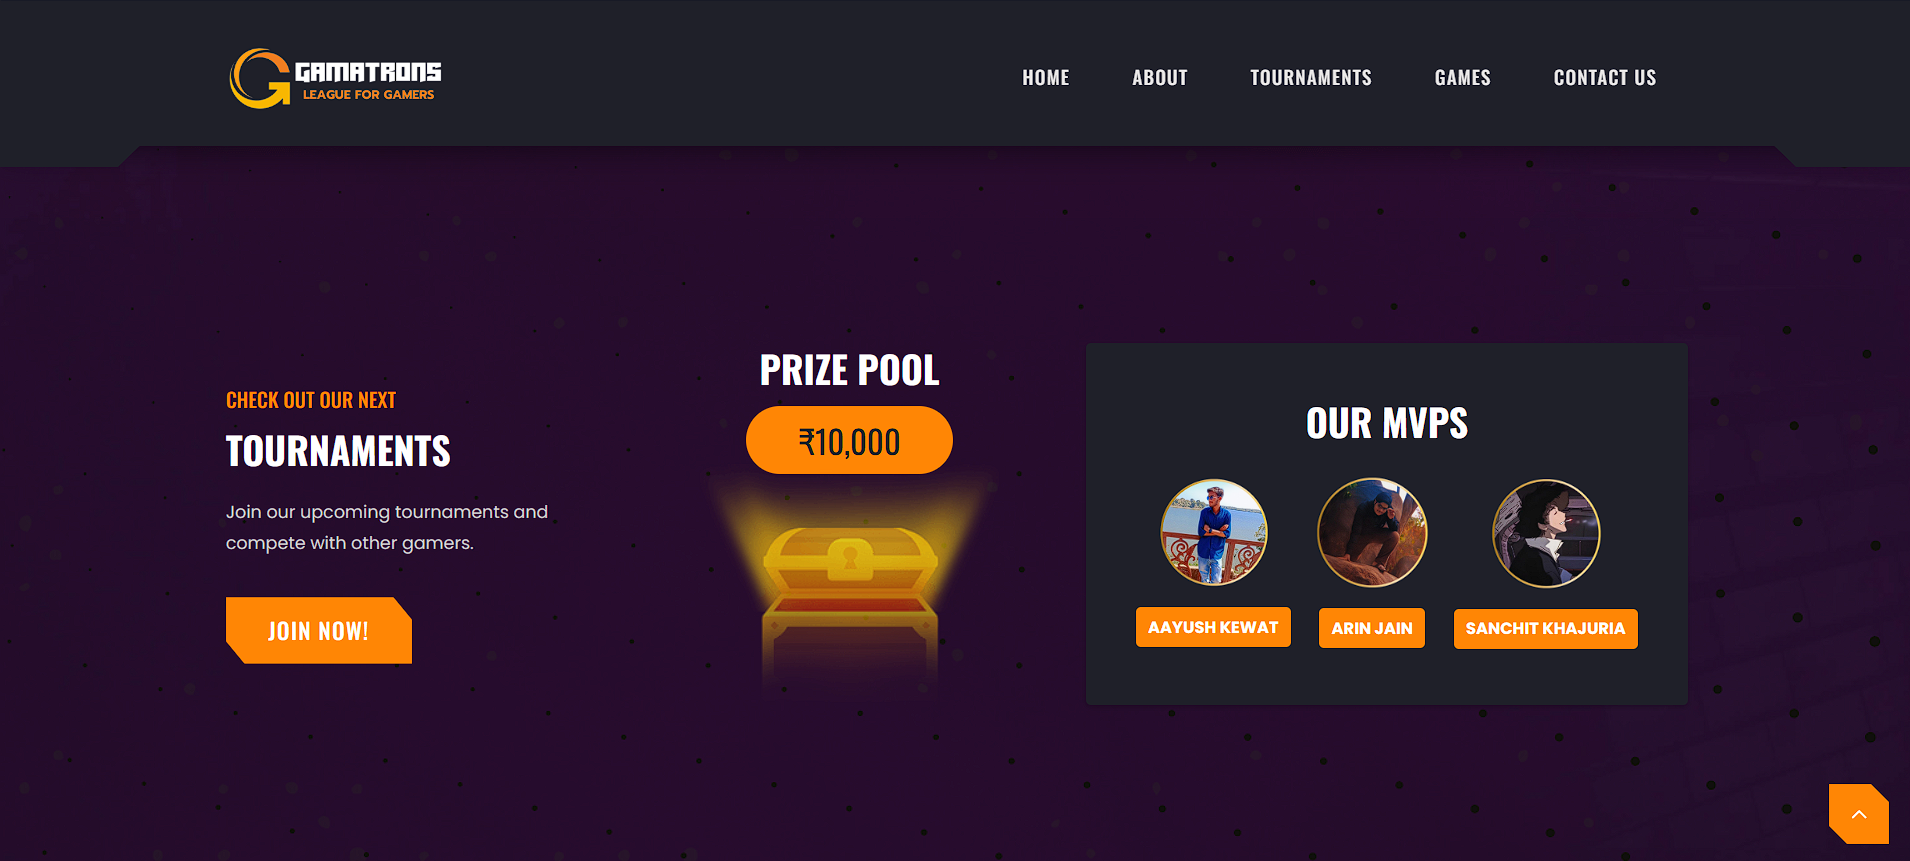 GAMATRONS
LEAGUE FOR GAMERS
HOME ABOUT TOURNAMENTS GAMES CONTACT US
CHECK OUT OUR NEXT
TOURNAMENTS
Join our upcoming tournaments and
compete with other gamers.
JOIN NOW!
PRIZE POOL
₹10,000
OUR MVPS
AAYUSH KEWAT ARIN JAIN SANCHIT KHAJURIA